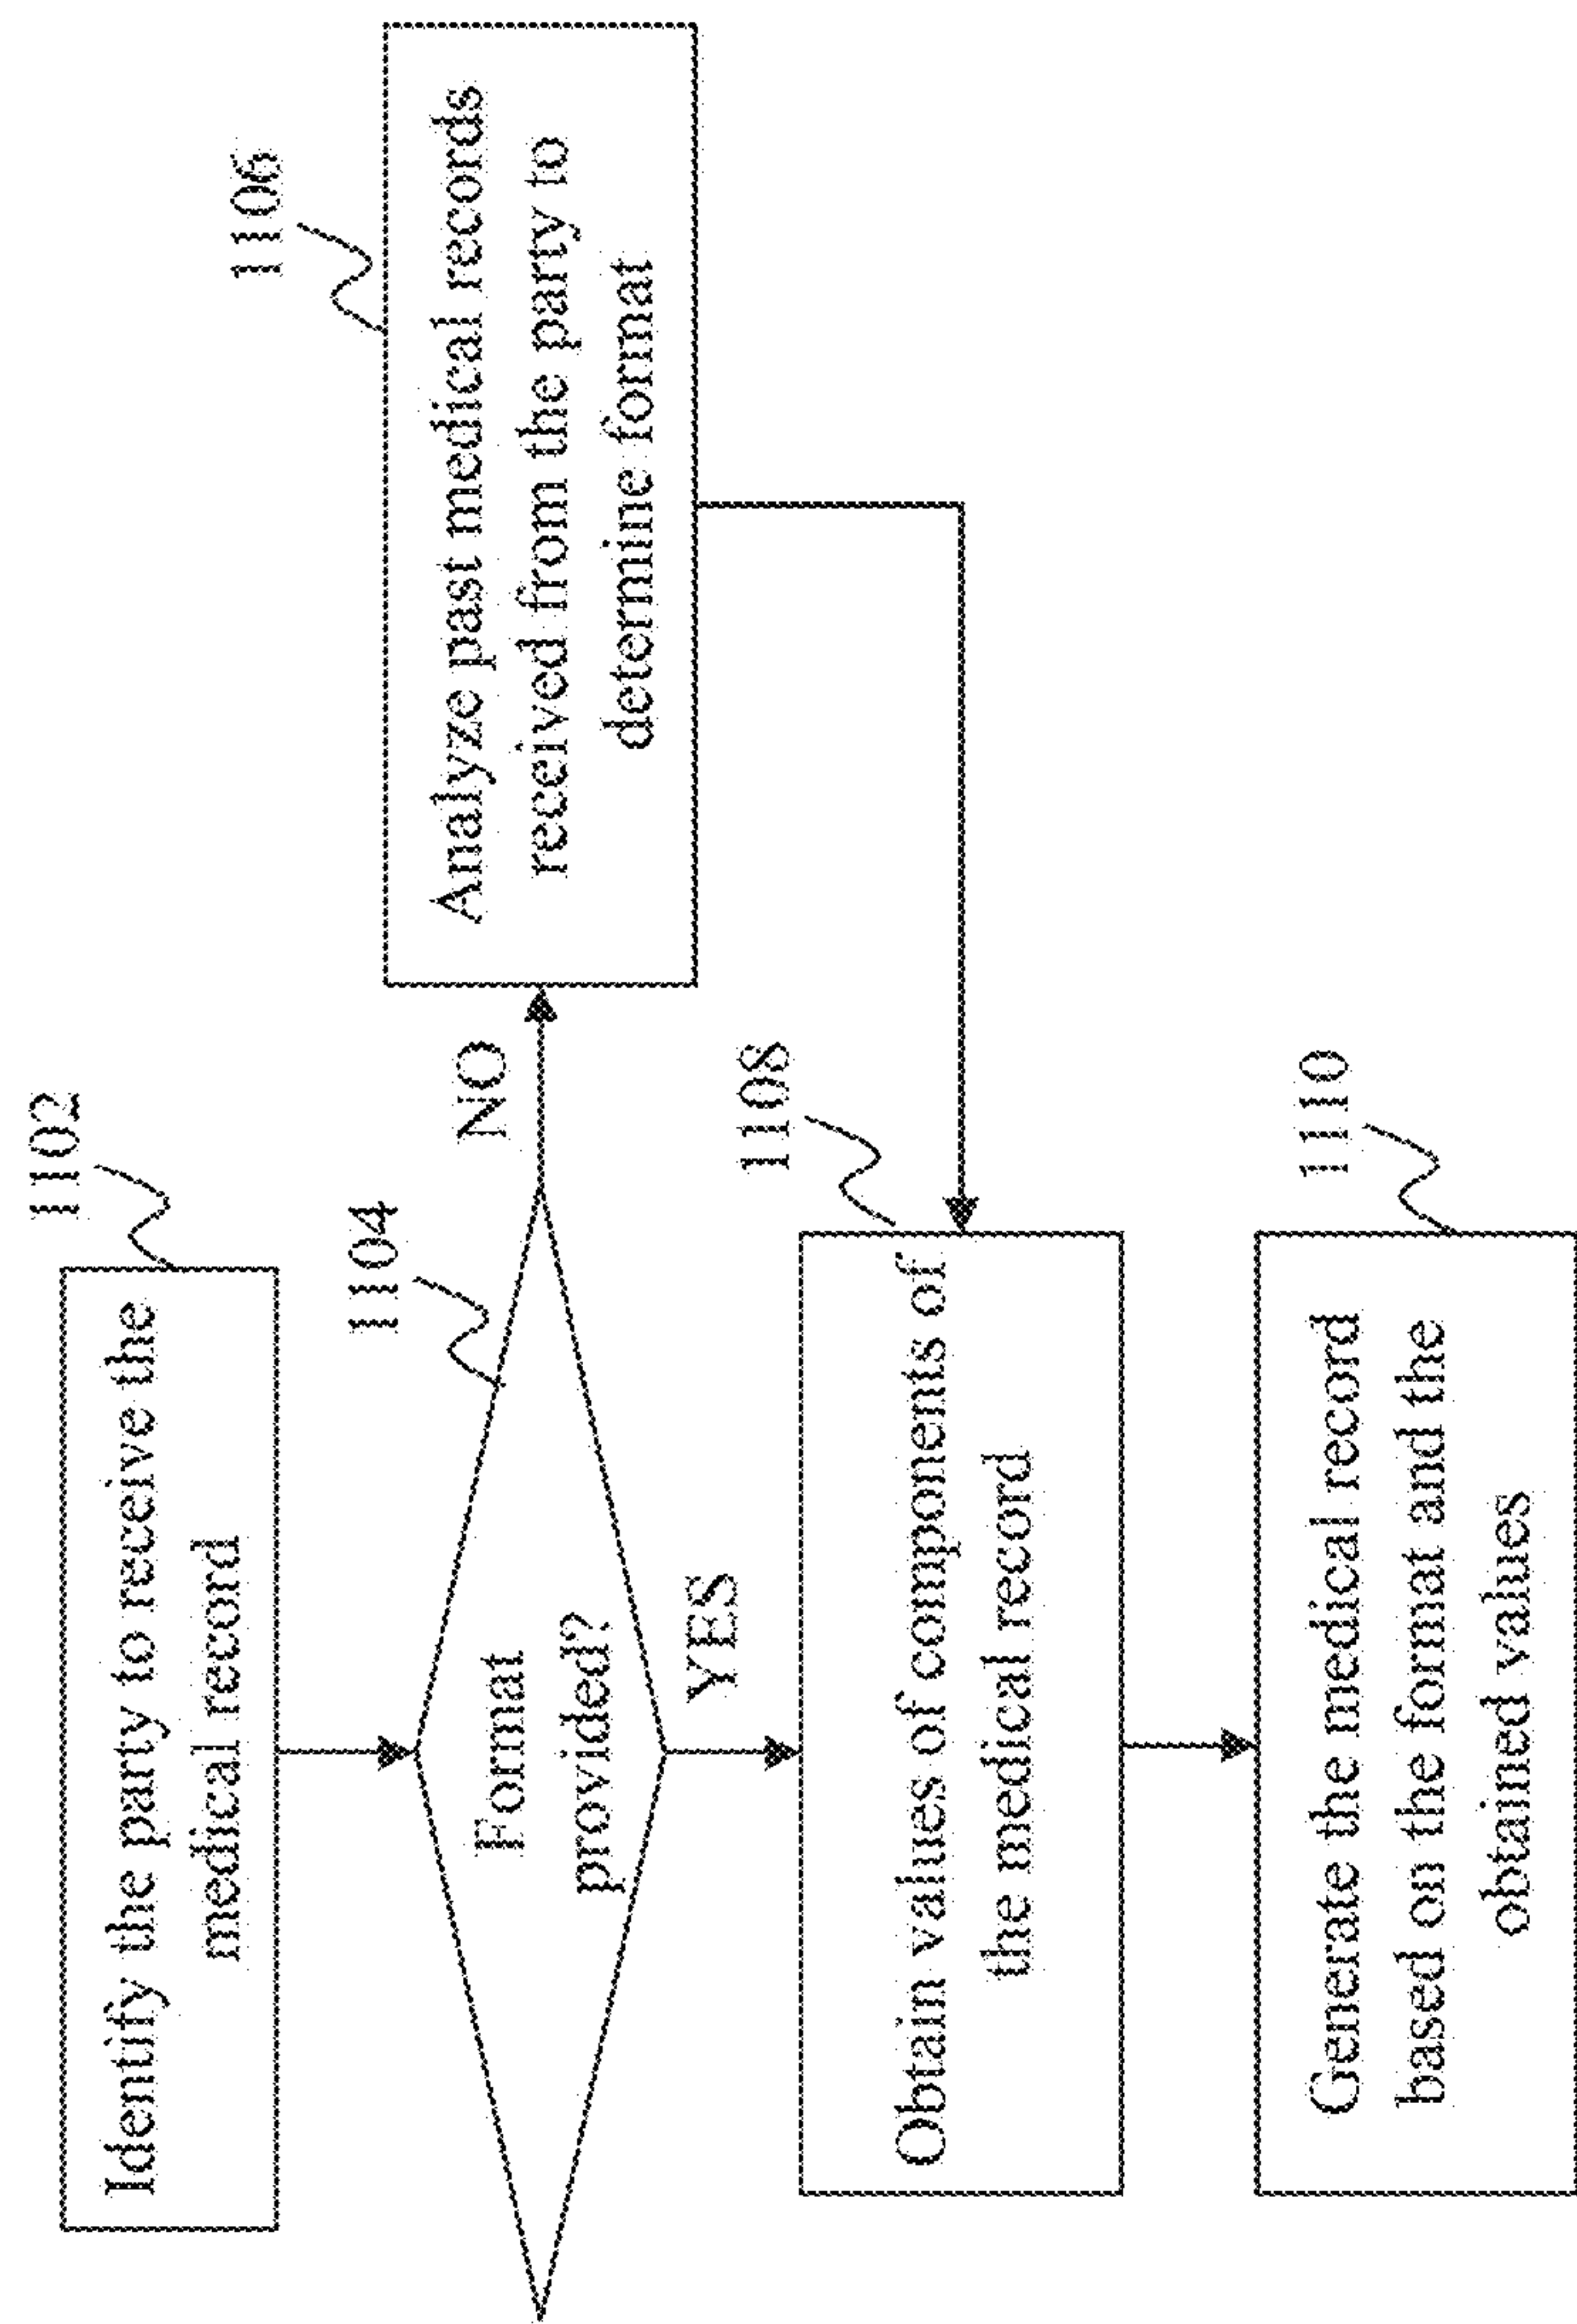 1102
Identify the party to receive the
medical record
1104
Format
provided?
NO
1106
Analyze past medical records
received from the party to
determine format
YES
1108
Obtain values of components of
the medical record
1110
Generate the medical record
based on the format and the
obtained values